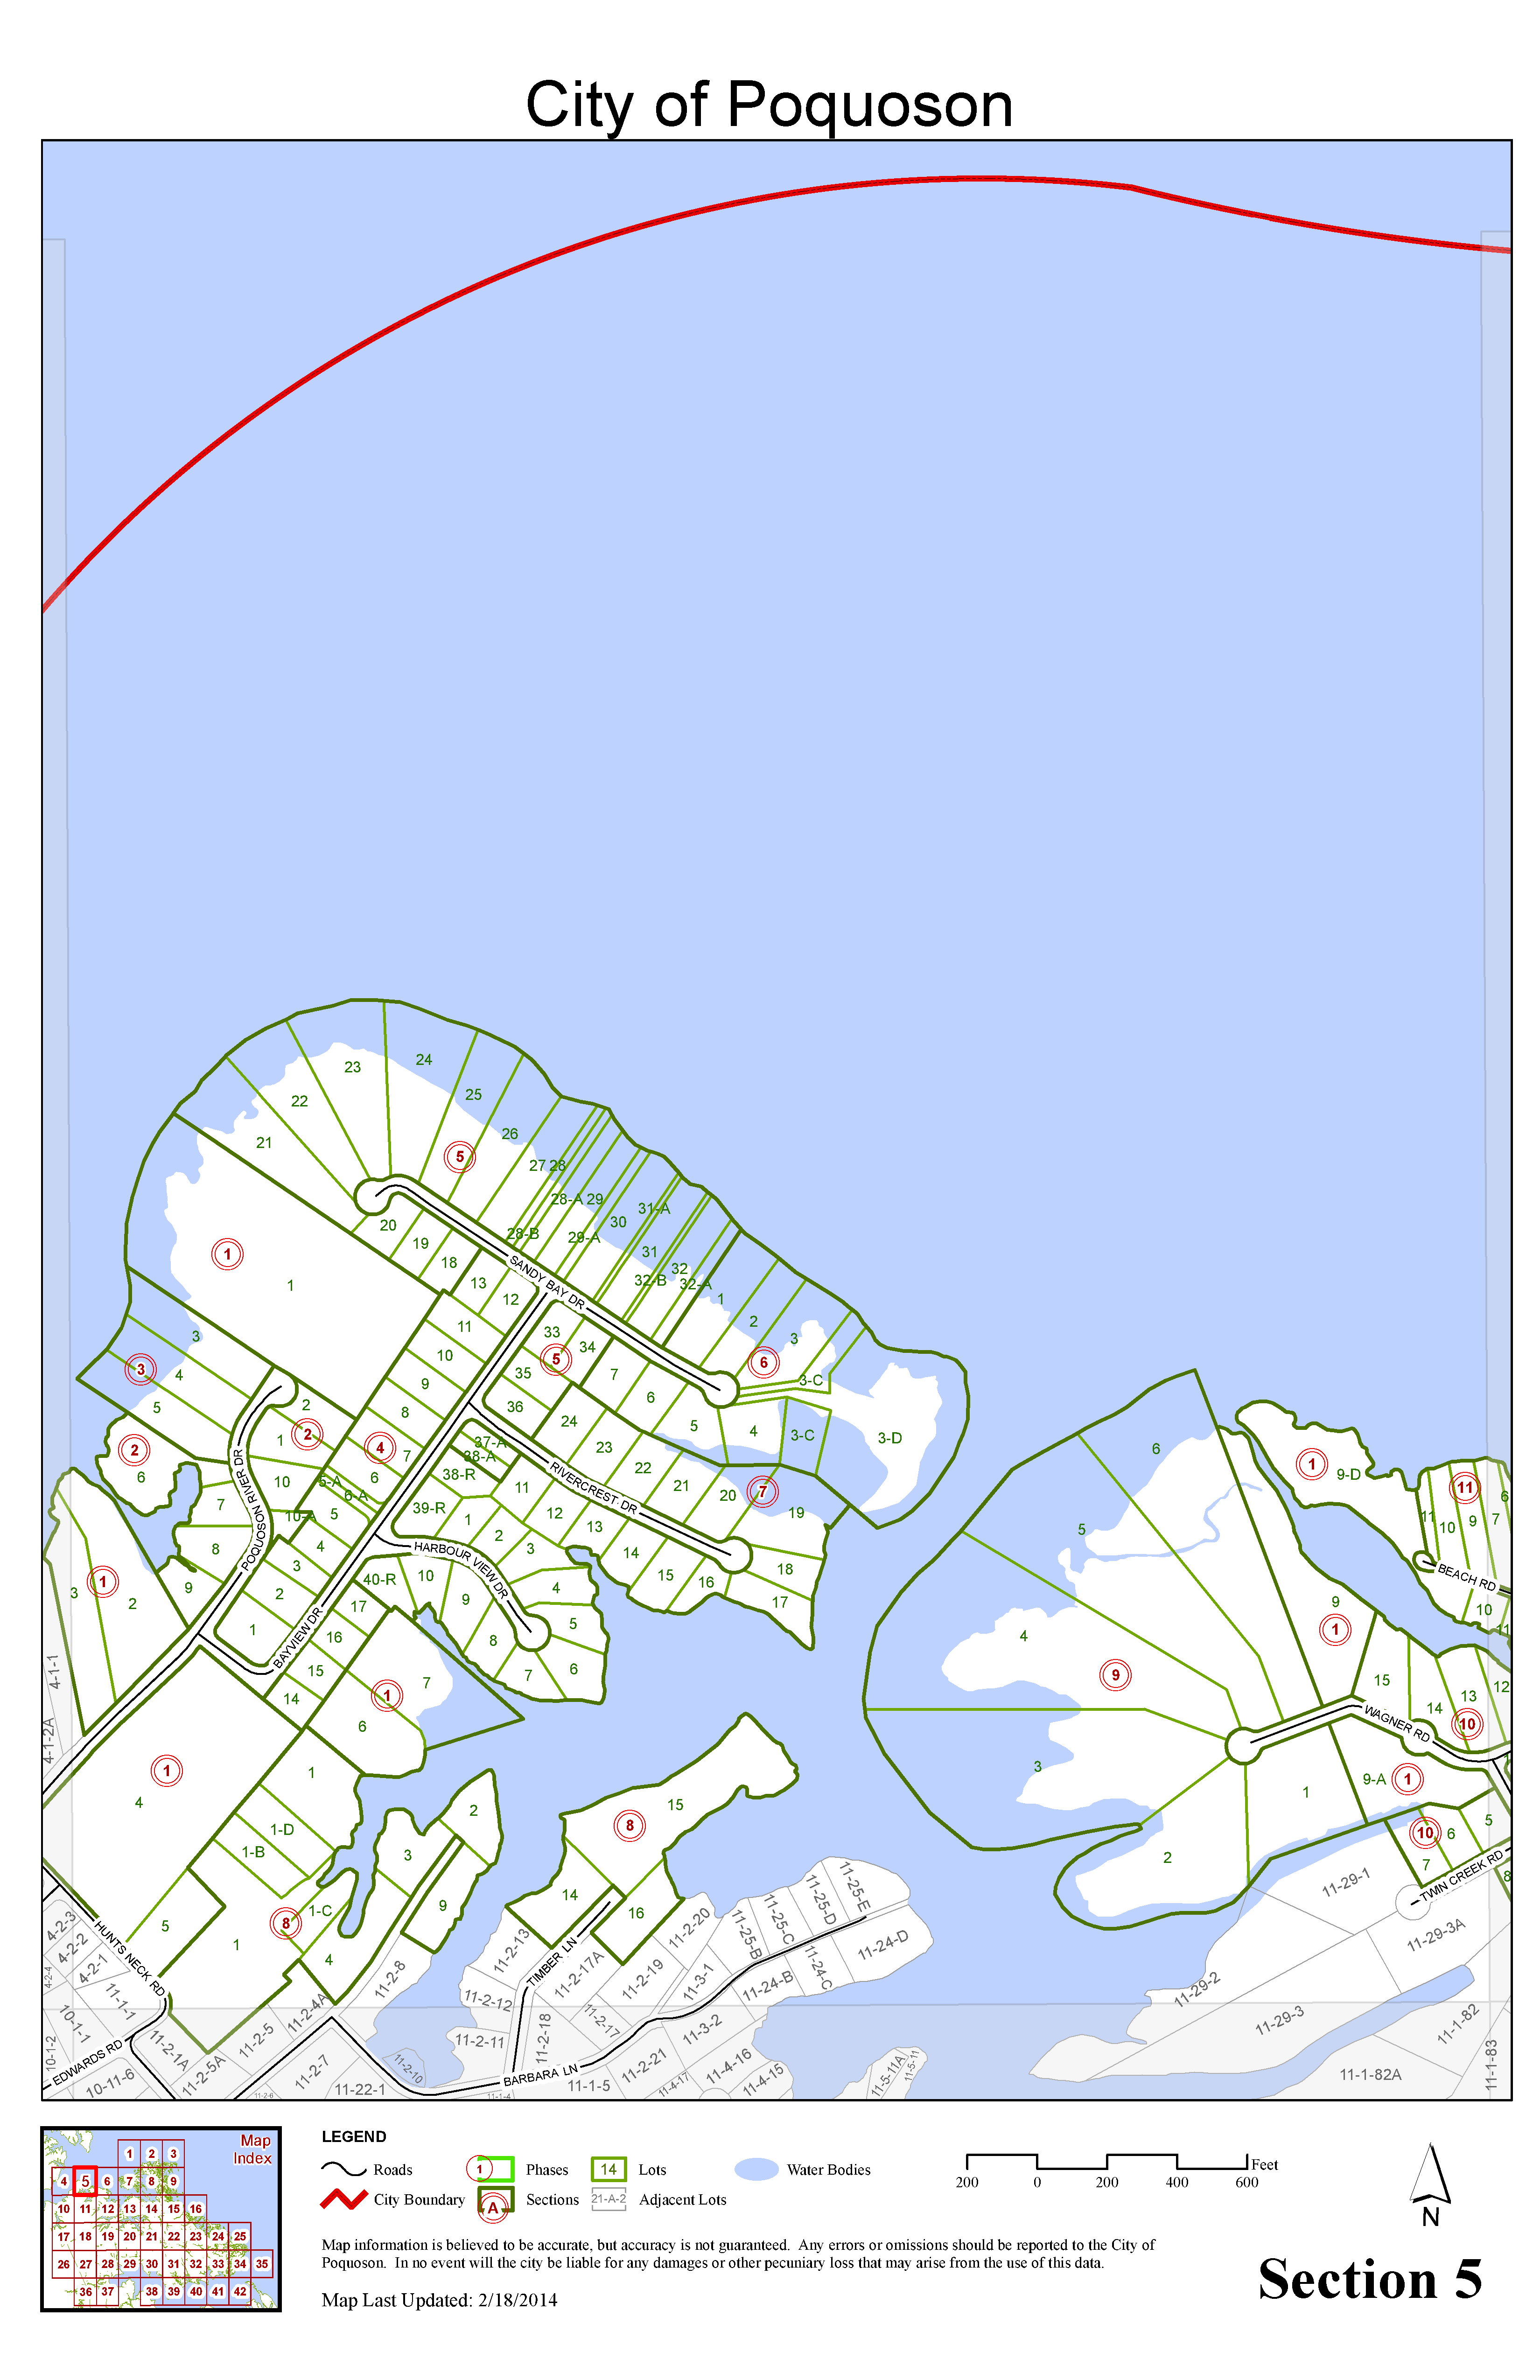 City of Poquoson
24
23
25
22
26
21
5
27 28
28-A 29
31-A
30
20
28-B
29-A
19
31
1
18
SANDY BAY DR
32
32-B
32-A
13
1
12
1
2
11
33
3
3
34
10
5
6
3
4
35
7
9
3-C
6
5
2
36
8
24
5
4
3-C
3-D
1
2
4
37-A
23
6
2
7
38-A
9-D
1
6
38-R
22
10
5-A
6
RIVERCREST DR
21
11
7
20
7
6-A
11
6
POQUOSON RIVER DR
10-A
5
39-R
12
19
11
10
9
7
1
13
5
8
4
HARBOUR VIEW DR
2
3
14
3
18
BEACH RD
1
9
2
40-R
10
15
16
4
3
2
17
9
17
9
10
1
16
8
5
4
1
11
BAYVIEW DR
15
7
6
9
7
15
13
12
14
1
6
14
10
4-1-1
WAGNER RD
4-1-2A
1
1
3
9-A
1
4
2
15
1
1-D
8
10
6
5
1-B
3
2
7
14
9
16
TWIN CREEK RD
8
8
1-C
11-25-E
11-29-1
5
1
11-25-D
4-2-3
HUNTS NECK RD
11-2-20
11-25-C
11-29-3A
4-2-2
4
11-2-13
11-25-B
11-24-D
4-2-1
11-2-8
TIMBER LN
11-2-17A
11-2-19
11-3-1
11-24-C
11-29-2
4-2-4
11-1-1
11-2-12
11-24-B
10-1-1
11-2-4A
11-2-17
11-3-2
11-29-3
11-1-82
10-1-2
11-2-5
11-2-11
11-2-18
EDWARDS RD
11-2-1A
11-2-7
11-2-10
11-2-21
11-4-16
11-5-11A
11-5-11
11-1-83
10-11-6
11-2-5A
11-22-1
BARBARA LN
11-1-5
11-4-17
11-4-15
11-1-82A
11-2-6
11-1-4
Map
Index
1 2 3
4 5 6 7 8 9
10 11 12 13 14 15 16
17 18 19 20 21 22 23 24 25
26 27 28 29 30 31 32 33 34 35
36 37 38 39 40 41 42
LEGEND
Roads
1 Phases
14 Lots
Water Bodies
City Boundary
A Sections
21-A-2 Adjacent Lots
200 0 200 400 600 Feet
N
Map information is believed to be accurate, but accuracy is not guaranteed. Any errors or omissions should be reported to the City of
Poquoson. In no event will the city be liable for any damages or other pecuniary loss that may arise from the use of this data.
Map Last Updated: 2/18/2014
Section 5